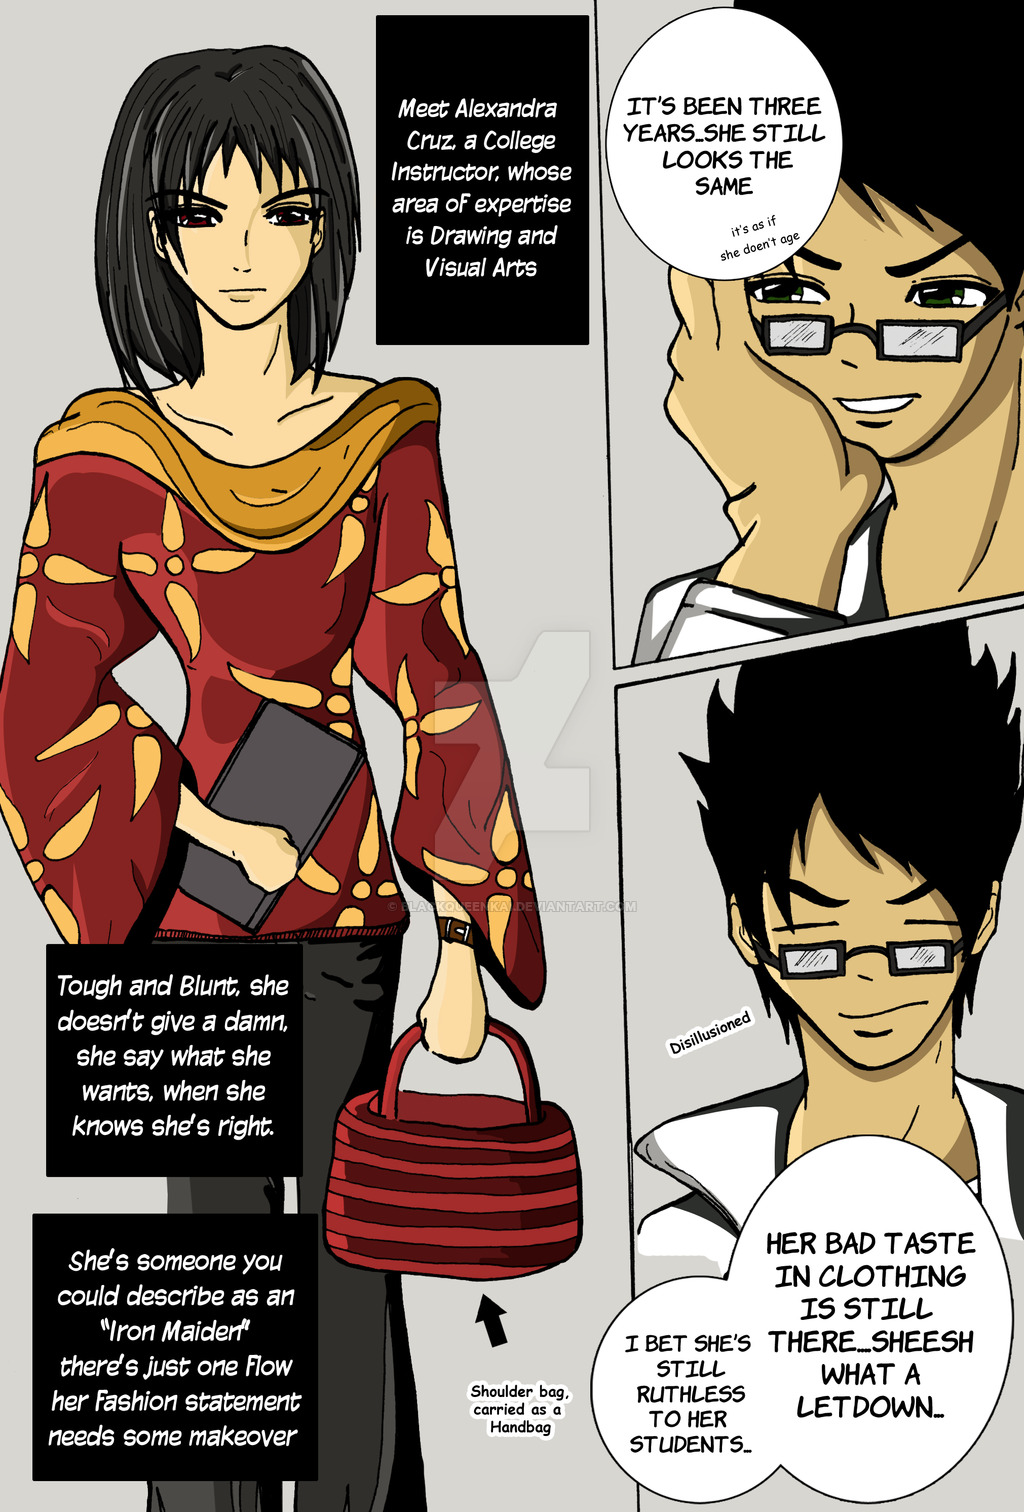 Meet Alexandra
Cruz, a College
Instructor, whose
area of expertise
is Drawing and
Visual Arts
IT'S BEEN THREE
YEARS...SHE STILL
LOOKS THE
SAME
it's as if
she doen't age
Tough and Blunt, she
doesn't give a damn,
she say what she
wants, when she
knows she's right.
She's someone you
could describe as an
"Iron Maiden"
there's just one flow
her fashion statement
needs some makeover
Shoulder bag,
carried as a
Handbag
Disillusioned
HER BAD TASTE
IN CLOTHING
IS STILL
THERE...SHEESH
WHAT A
LETDOWN...
I BET SHE'S
STILL
RUTHLESS
TO HER
STUDENTS...